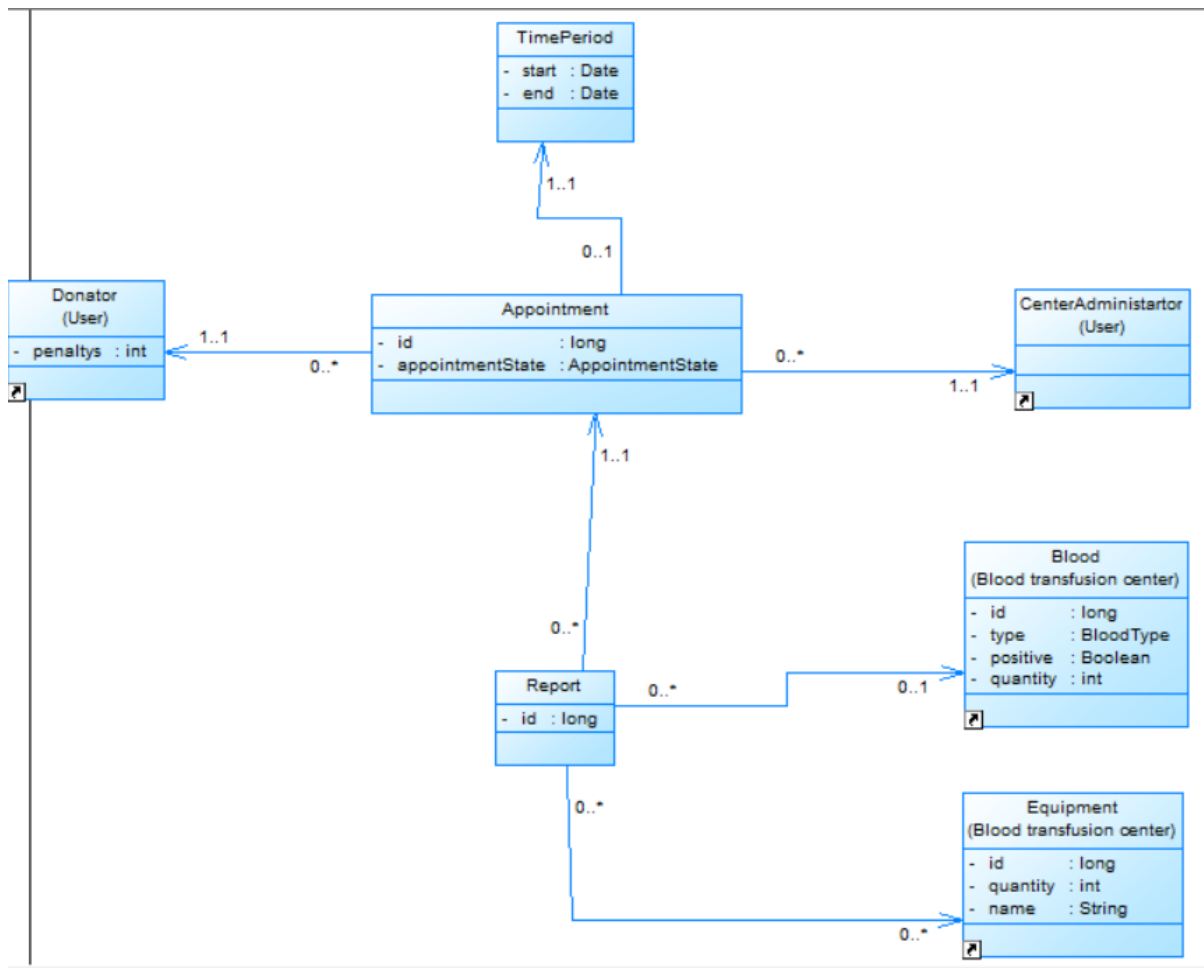 TimePeriod
- start : Date
- end : Date
1..1
0..1
Donator
(User)
- penaltys : int
1..1
0..*
Appointment
- id : long
- appointmentState : AppointmentState
0..*
1..1
CenterAdministartor
(User)
1..1
0..*
Report
- id : long
0..*
0..1
Blood
(Blood transfusion center)
- id : long
- type : BloodType
- positive : Boolean
- quantity : int
0..*
0..*
Equipment
(Blood transfusion center)
- id : long
- quantity : int
- name : String